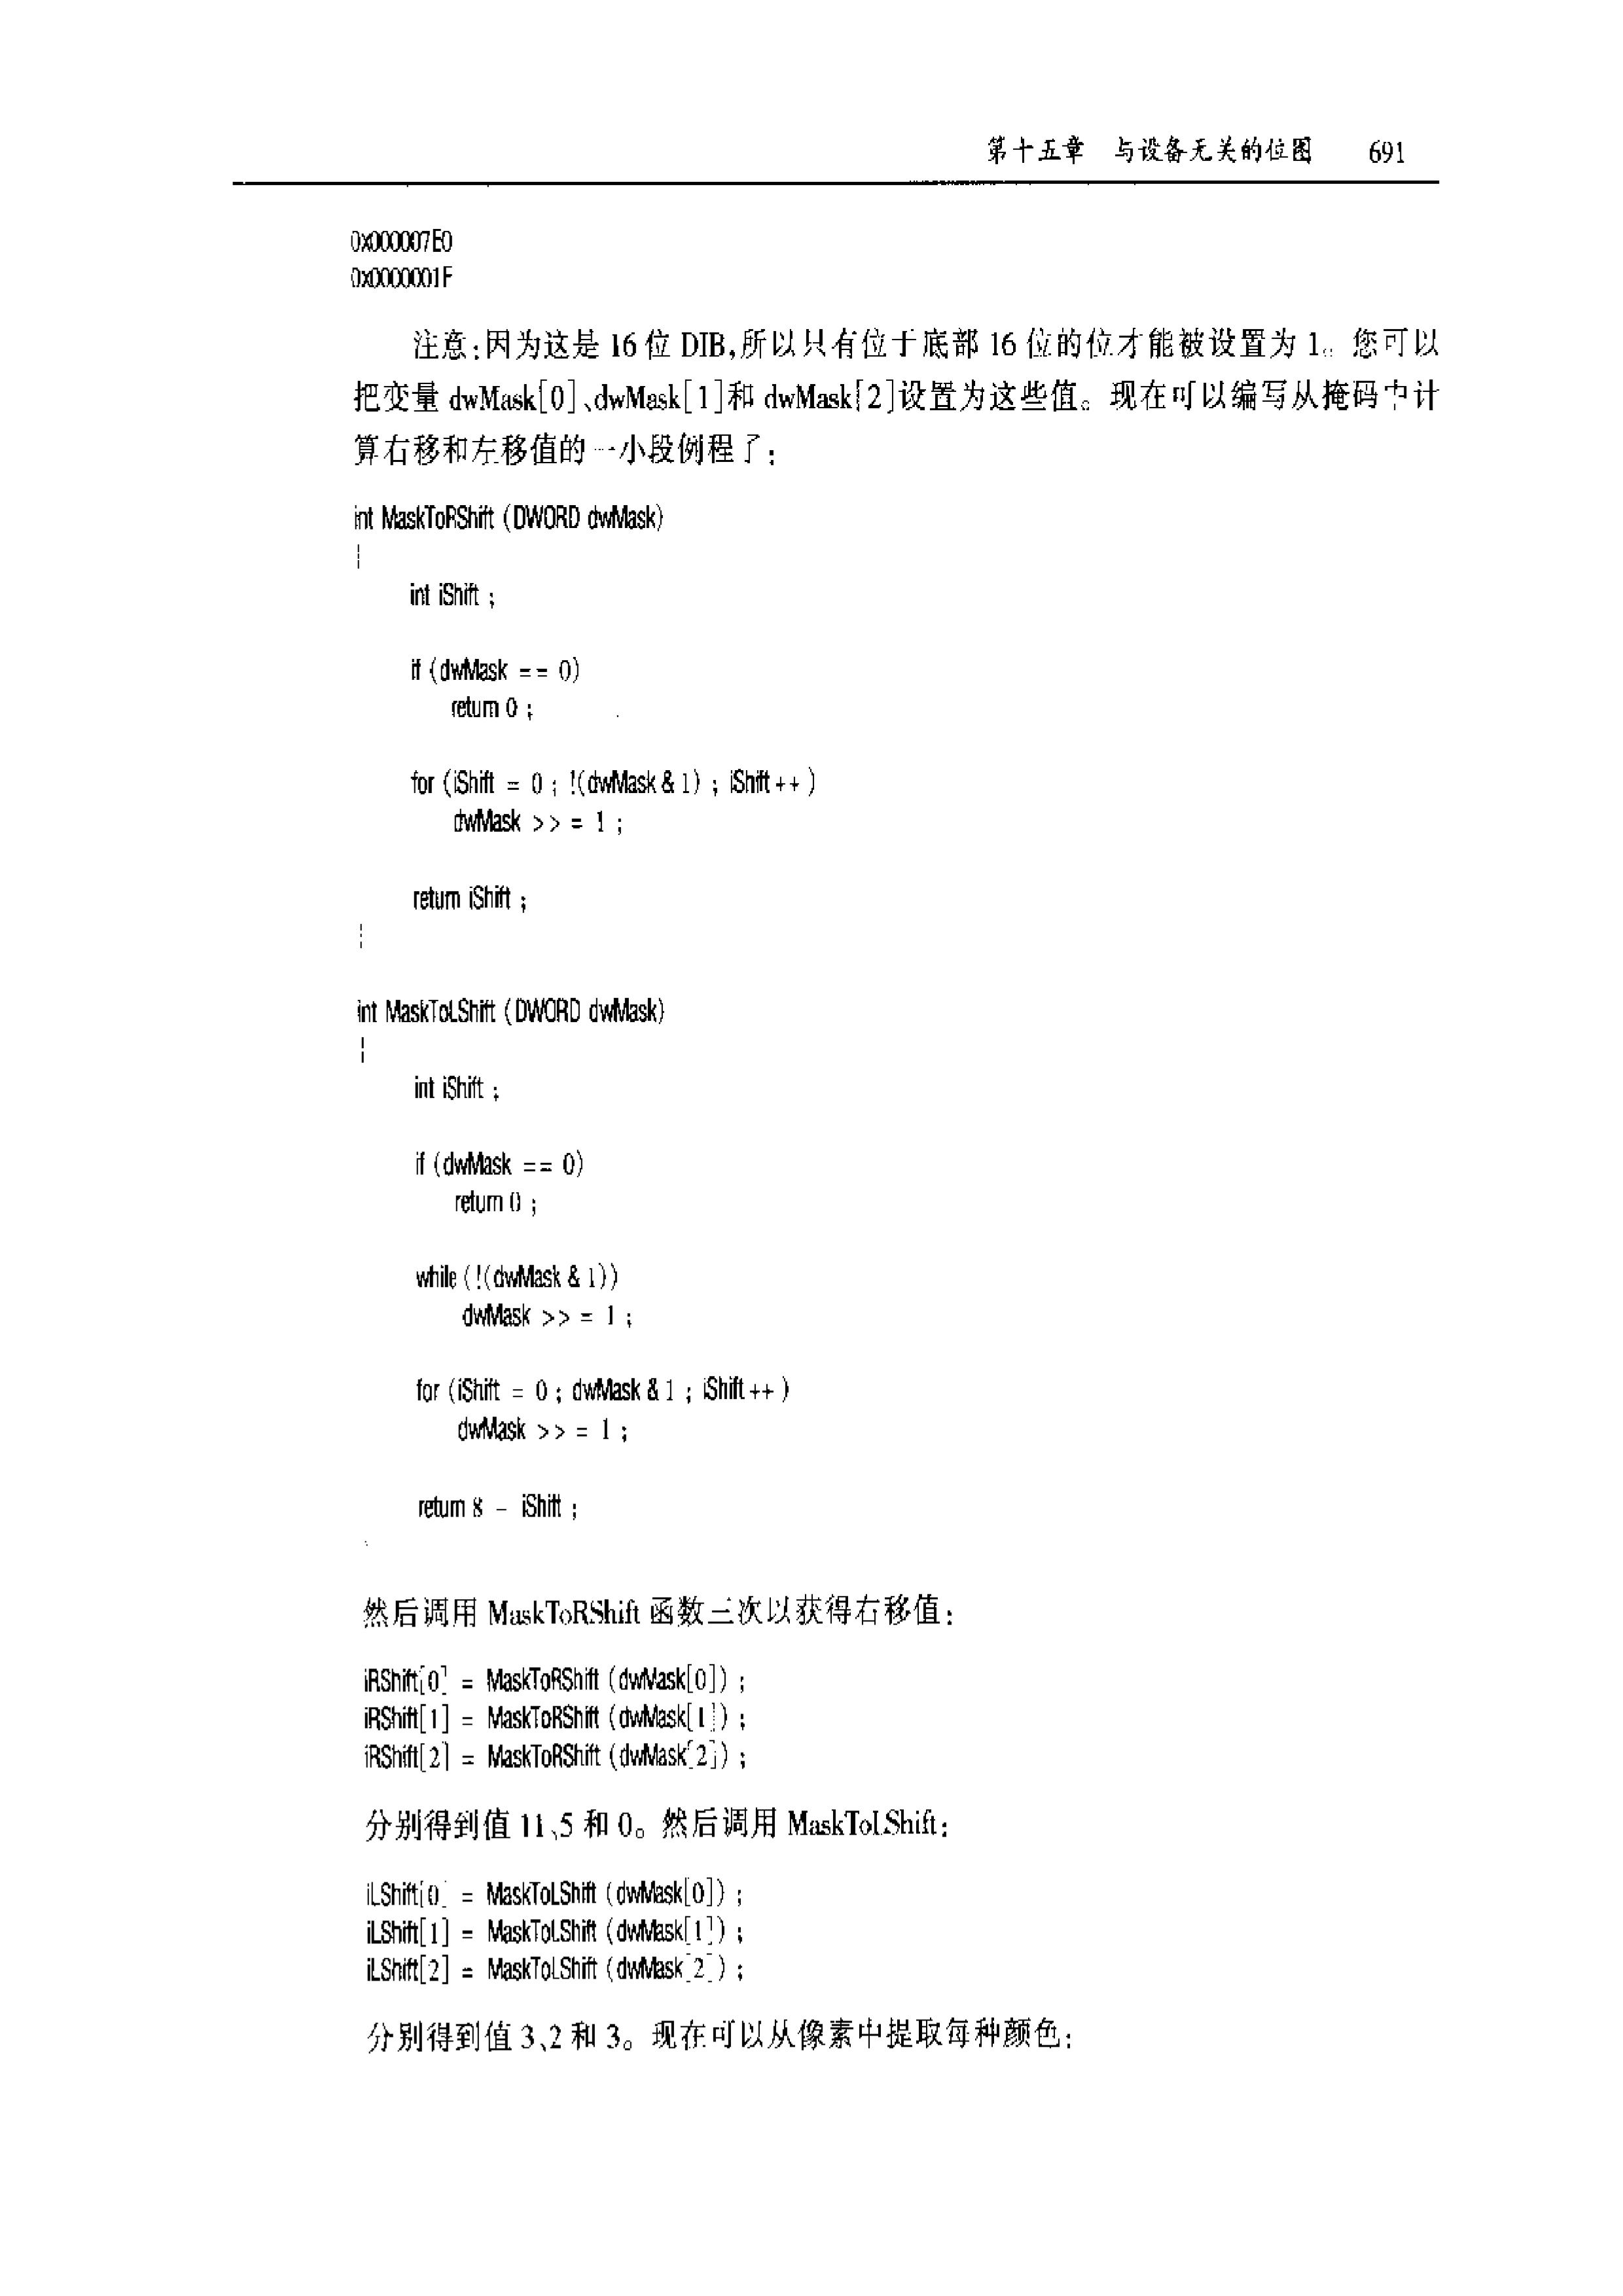 第十五章 与设备无关的位图 691
0x000007E0
0x0000001F
注意:因为这是 16 位 DIB,所以只有位于底部 16 位的位才能被设置为 1。您可以
把变量 dwMask[0]、dwMask[1]和 dwMask[2]设置为这些值。现在可以编写从掩码中计
算右移和左移值的一小段例程了:
int MaskToRShift (DWORD dwMask)
{
int iShift ;
if (dwMask == 0)
return 0 ;
for (iShift = 0 ; !(dwMask & 1) ; iShift++ )
dwMask >> = 1 ;
return iShift ;
}
int MaskToLShift (DWORD dwMask)
{
int iShift ;
if (dwMask == 0)
return 0 ;
while (!(dwMask & 1))
dwMask >> = 1 ;
for (iShift = 0 ; dwMask & 1 ; iShift++ )
dwMask >> = 1 ;
return 8 - iShift ;
然后调用 MaskToRShift 函数三次以获得右移值:
iRShift[0] = MaskToRShift (dwMask[0]) ;
iRShift[1] = MaskToRShift (dwMask[1]) ;
iRShift[2] = MaskToRShift (dwMask[2]) ;
分别得到值 11、5 和 0。然后调用 MaskToLShift:
iLShift[0] = MaskToLShift (dwMask[0]) ;
iLShift[1] = MaskToLShift (dwMask[1]) ;
iLShift[2] = MaskToLShift (dwMask[2]) ;
分别得到值 3、2 和 3。现在可以从像素中提取每种颜色: